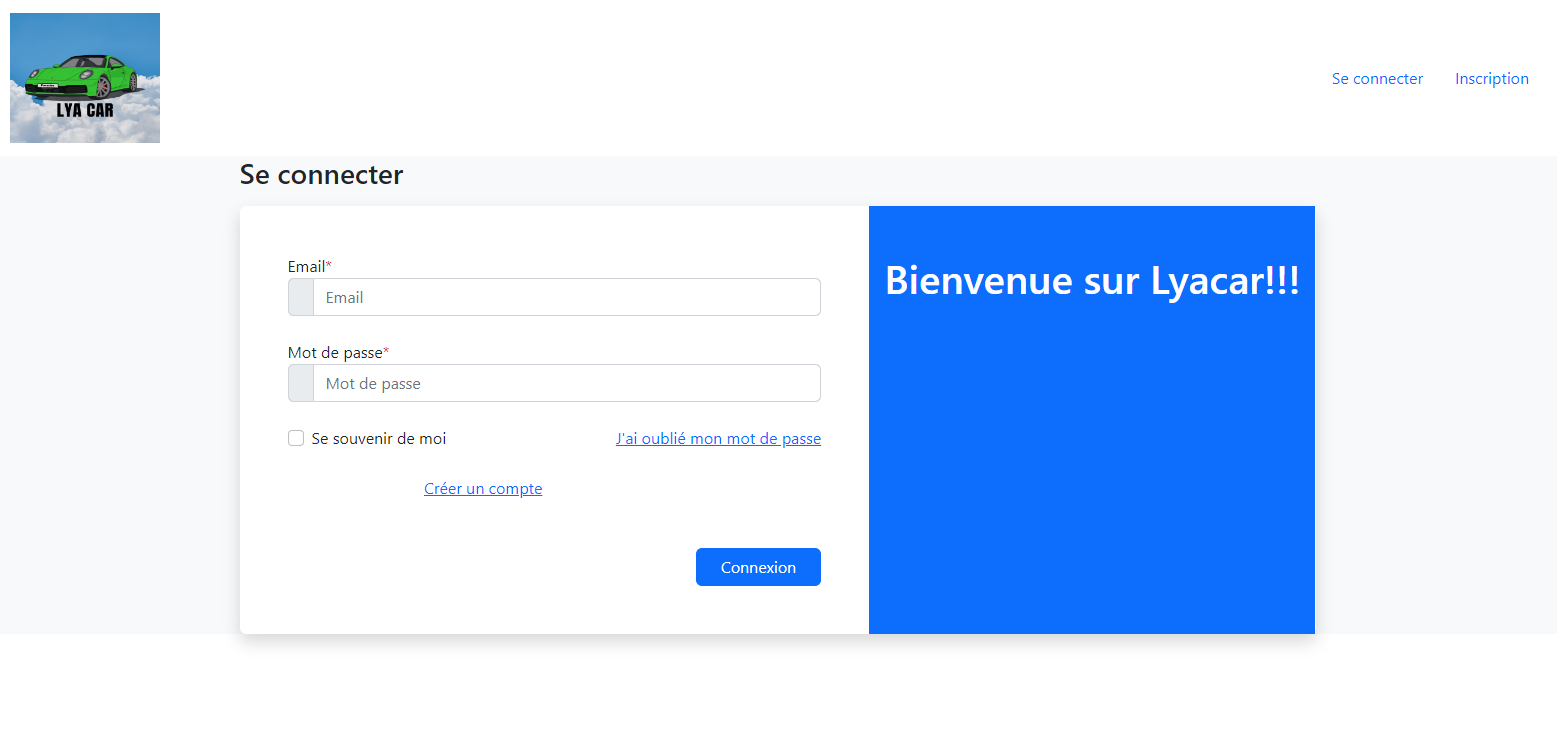 LYA CAR
Se connecter Inscription
Se connecter
Email*
Email
Mot de passe*
Mot de passe
Se souvenir de moi J'ai oublié mon mot de passe
Créer un compte
Connexion
Bienvenue sur Lyacar!!!